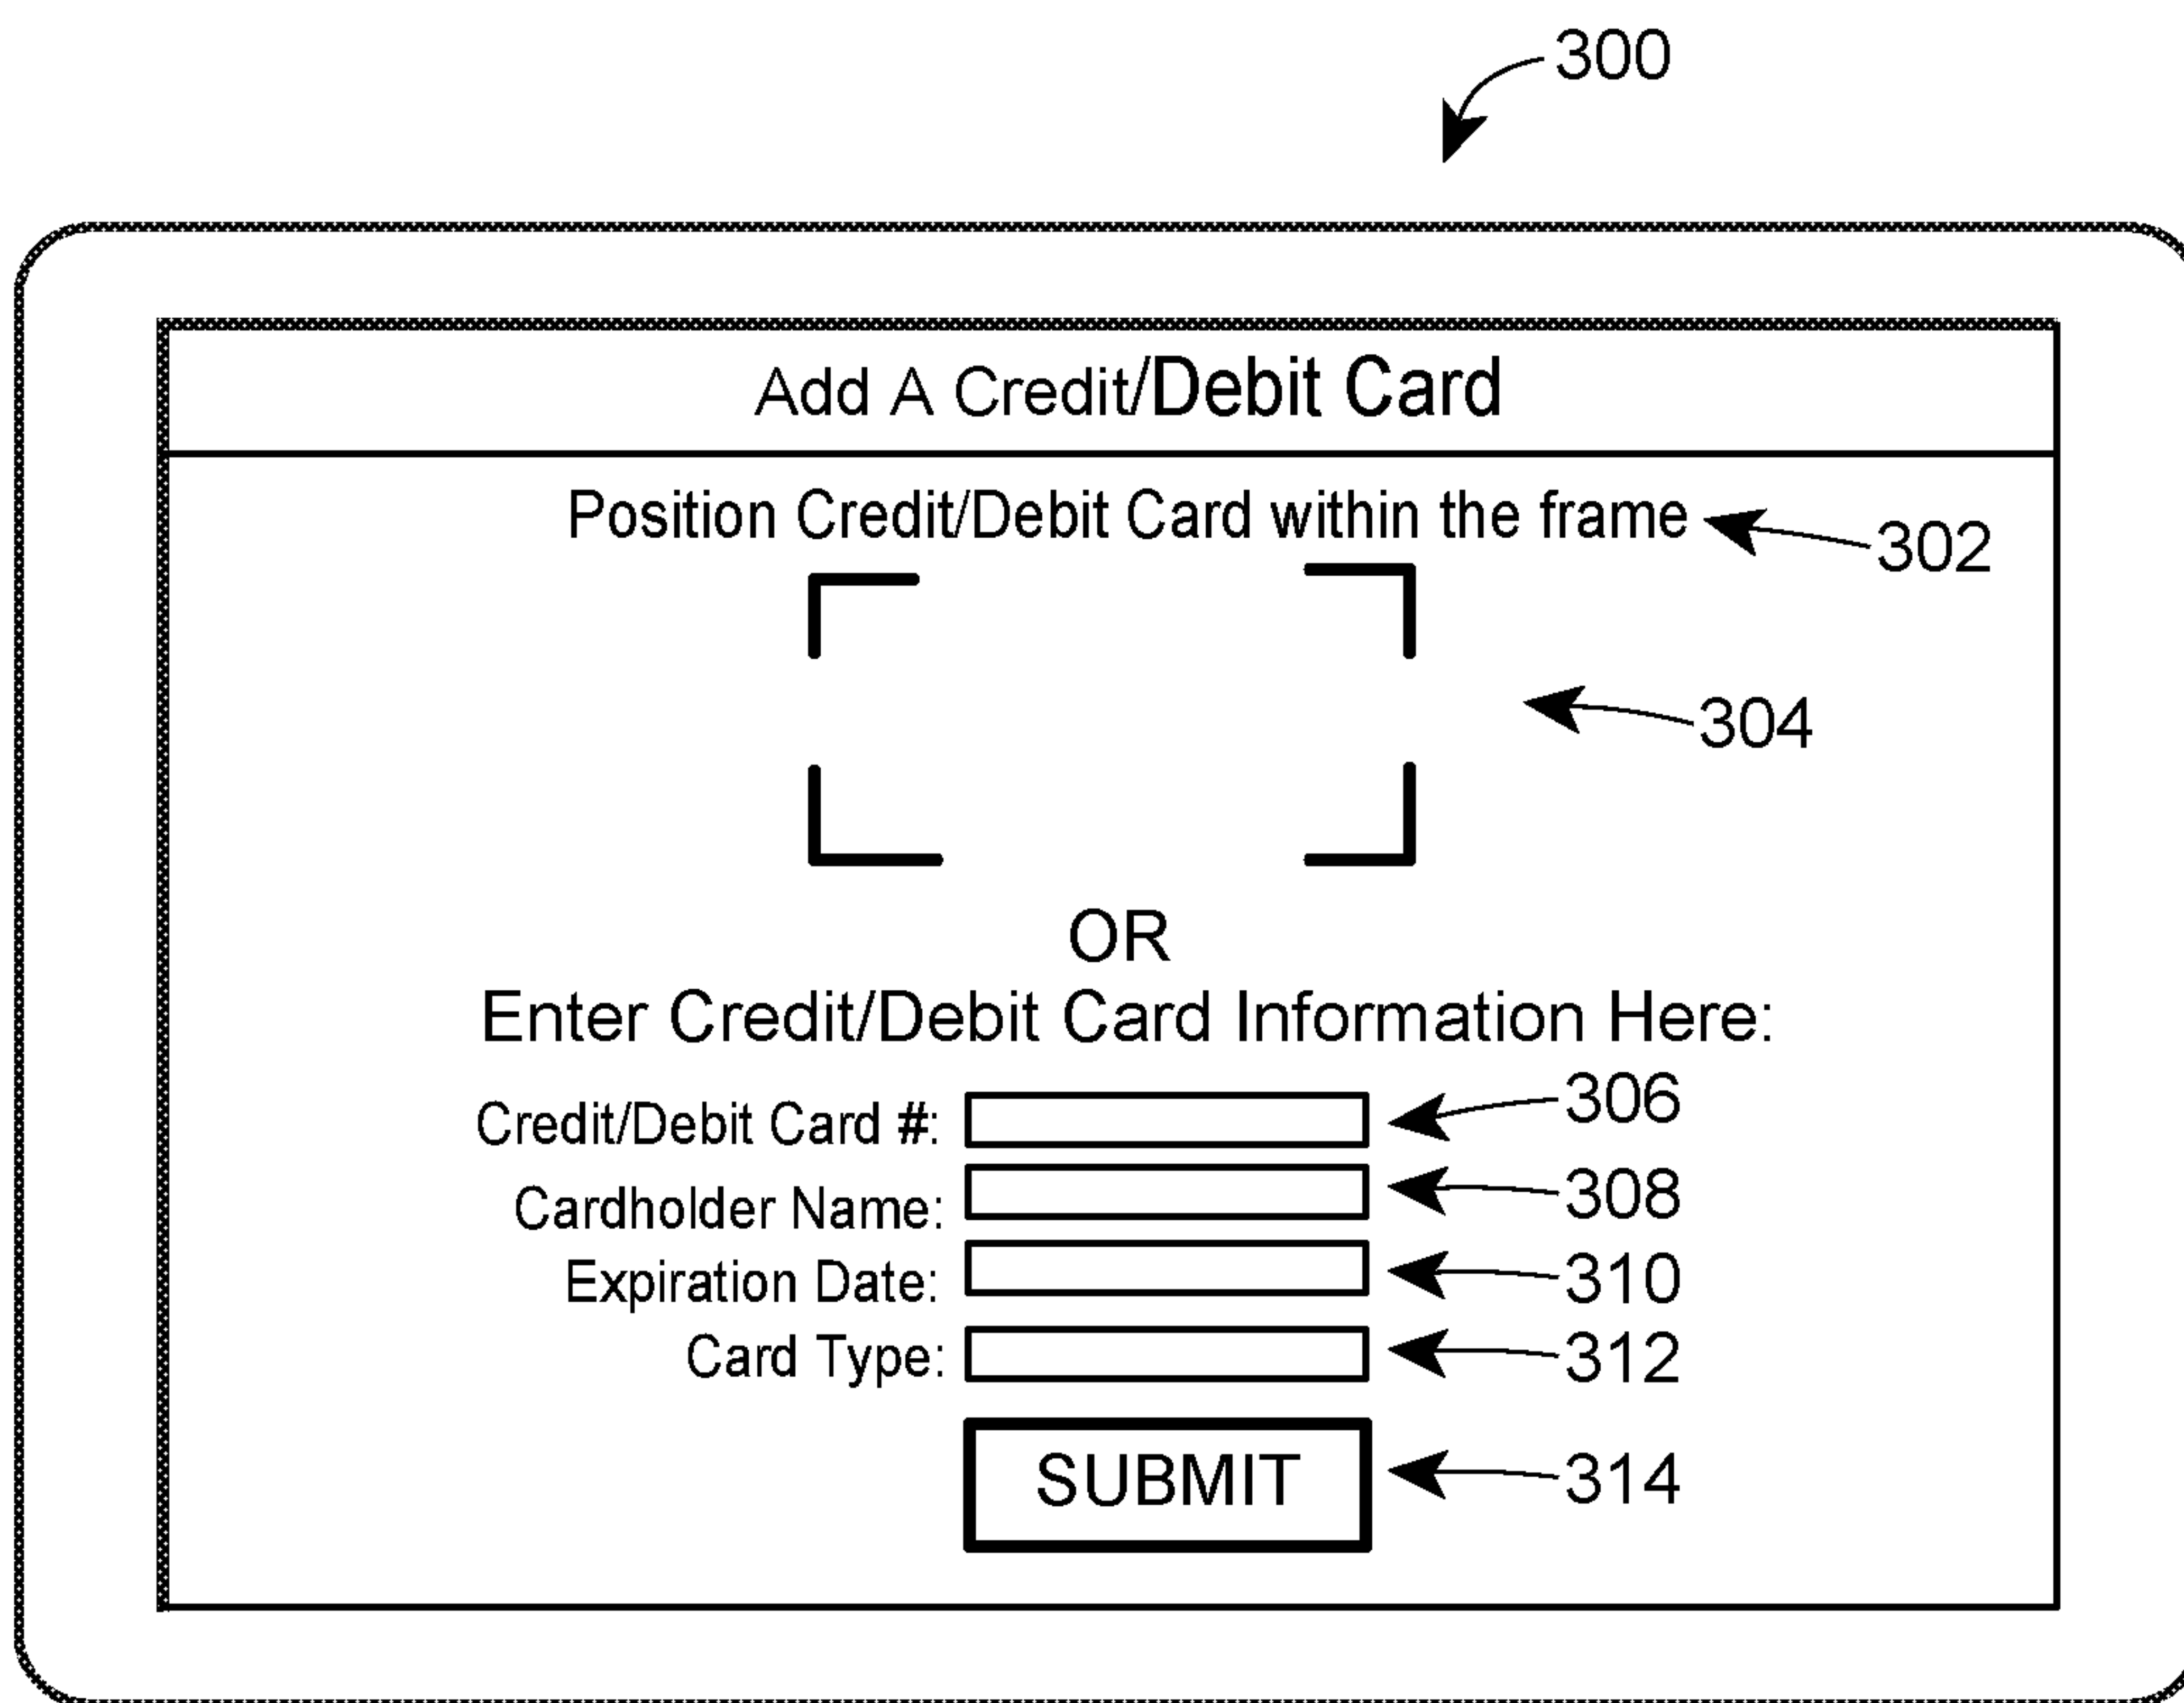 300
Add A Credit/Debit Card
Position Credit/Debit Card within the frame 302
304
OR
Enter Credit/Debit Card Information Here:
Credit/Debit Card #: 306
Cardholder Name: 308
Expiration Date: 310
Card Type: 312
SUBMIT 314